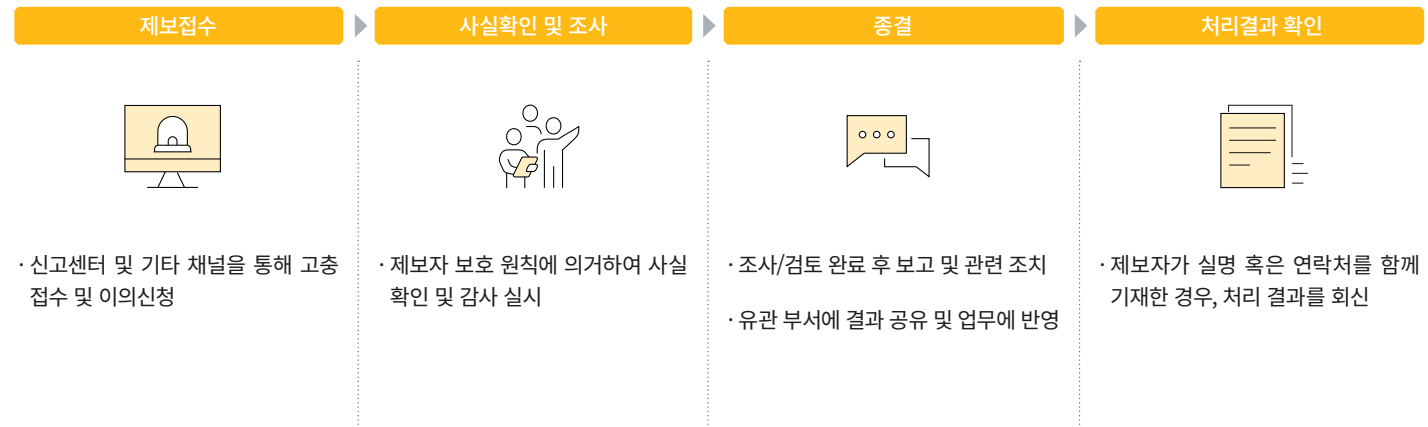 제보접수
사실확인 및 조사
종결
처리결과 확인
· 신고센터 및 기타 채널을 통해 고충
접수 및 이의신청
· 제보자 보호 원칙에 의거하여 사실
확인 및 감사 실시
· 조사/검토 완료 후 보고 및 관련 조치
· 유관 부서에 결과 공유 및 업무에 반영
· 제보자가 실명 혹은 연락처를 함께
기재한 경우, 처리 결과를 회신